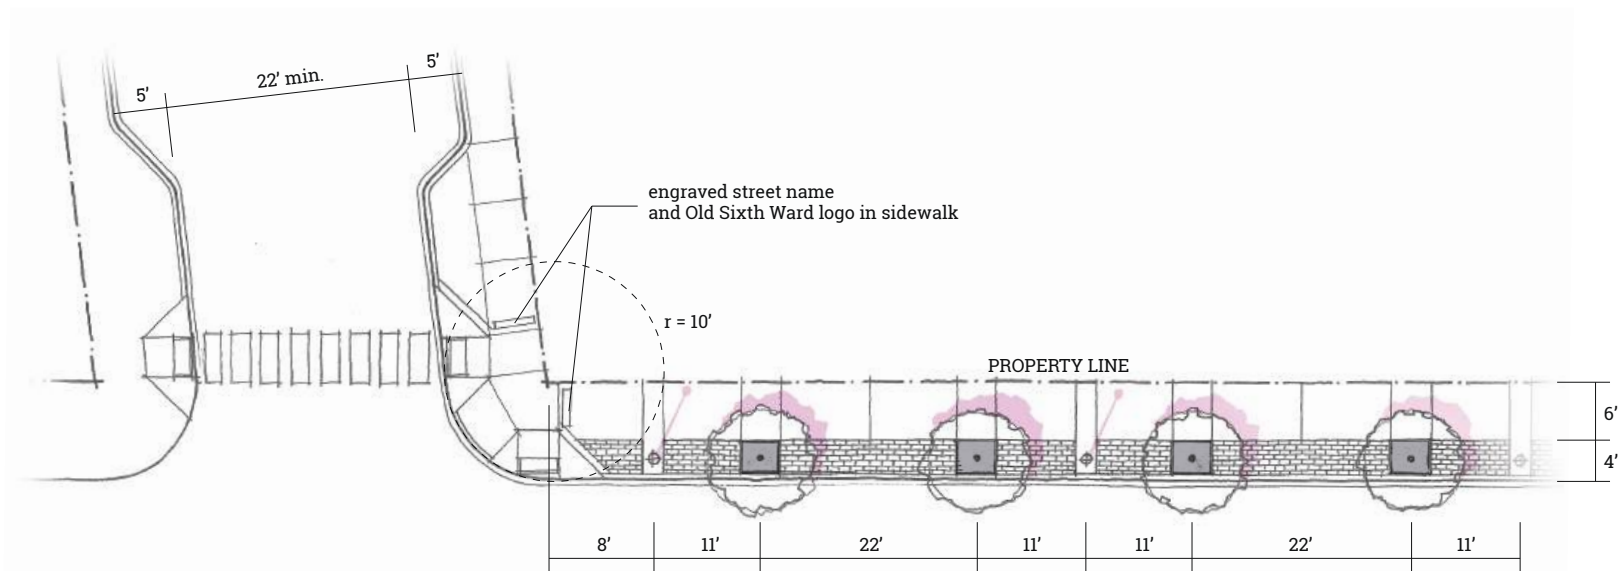 5’
22’ min.
5’
engraved street name
and Old Sixth Ward logo in sidewalk
r = 10’
PROPERTY LINE
6’
4’
8’
11’
22’
11’
11’
22’
11’